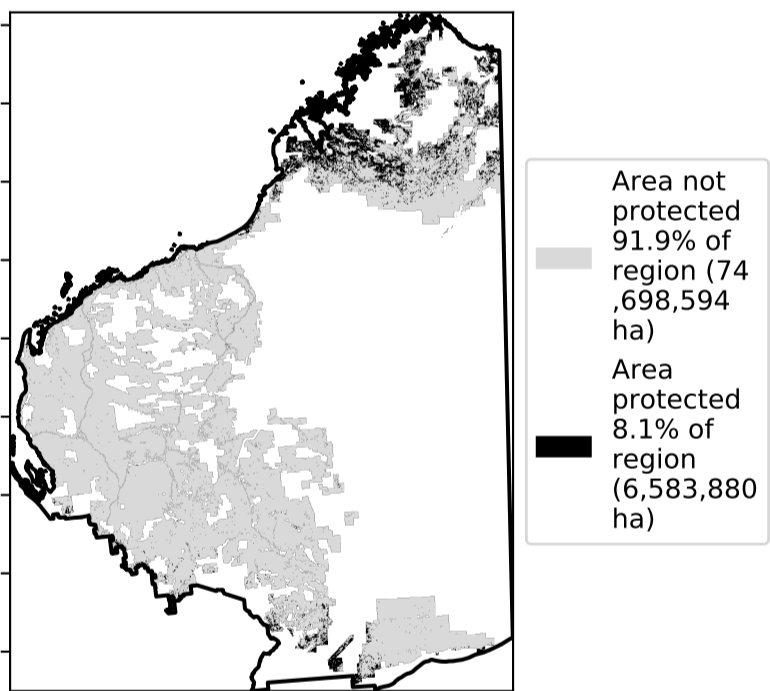 Area not
protected
91.9% of
region (74
,698,594
ha)
Area
protected
8.1% of
region
(6,583,880
ha)